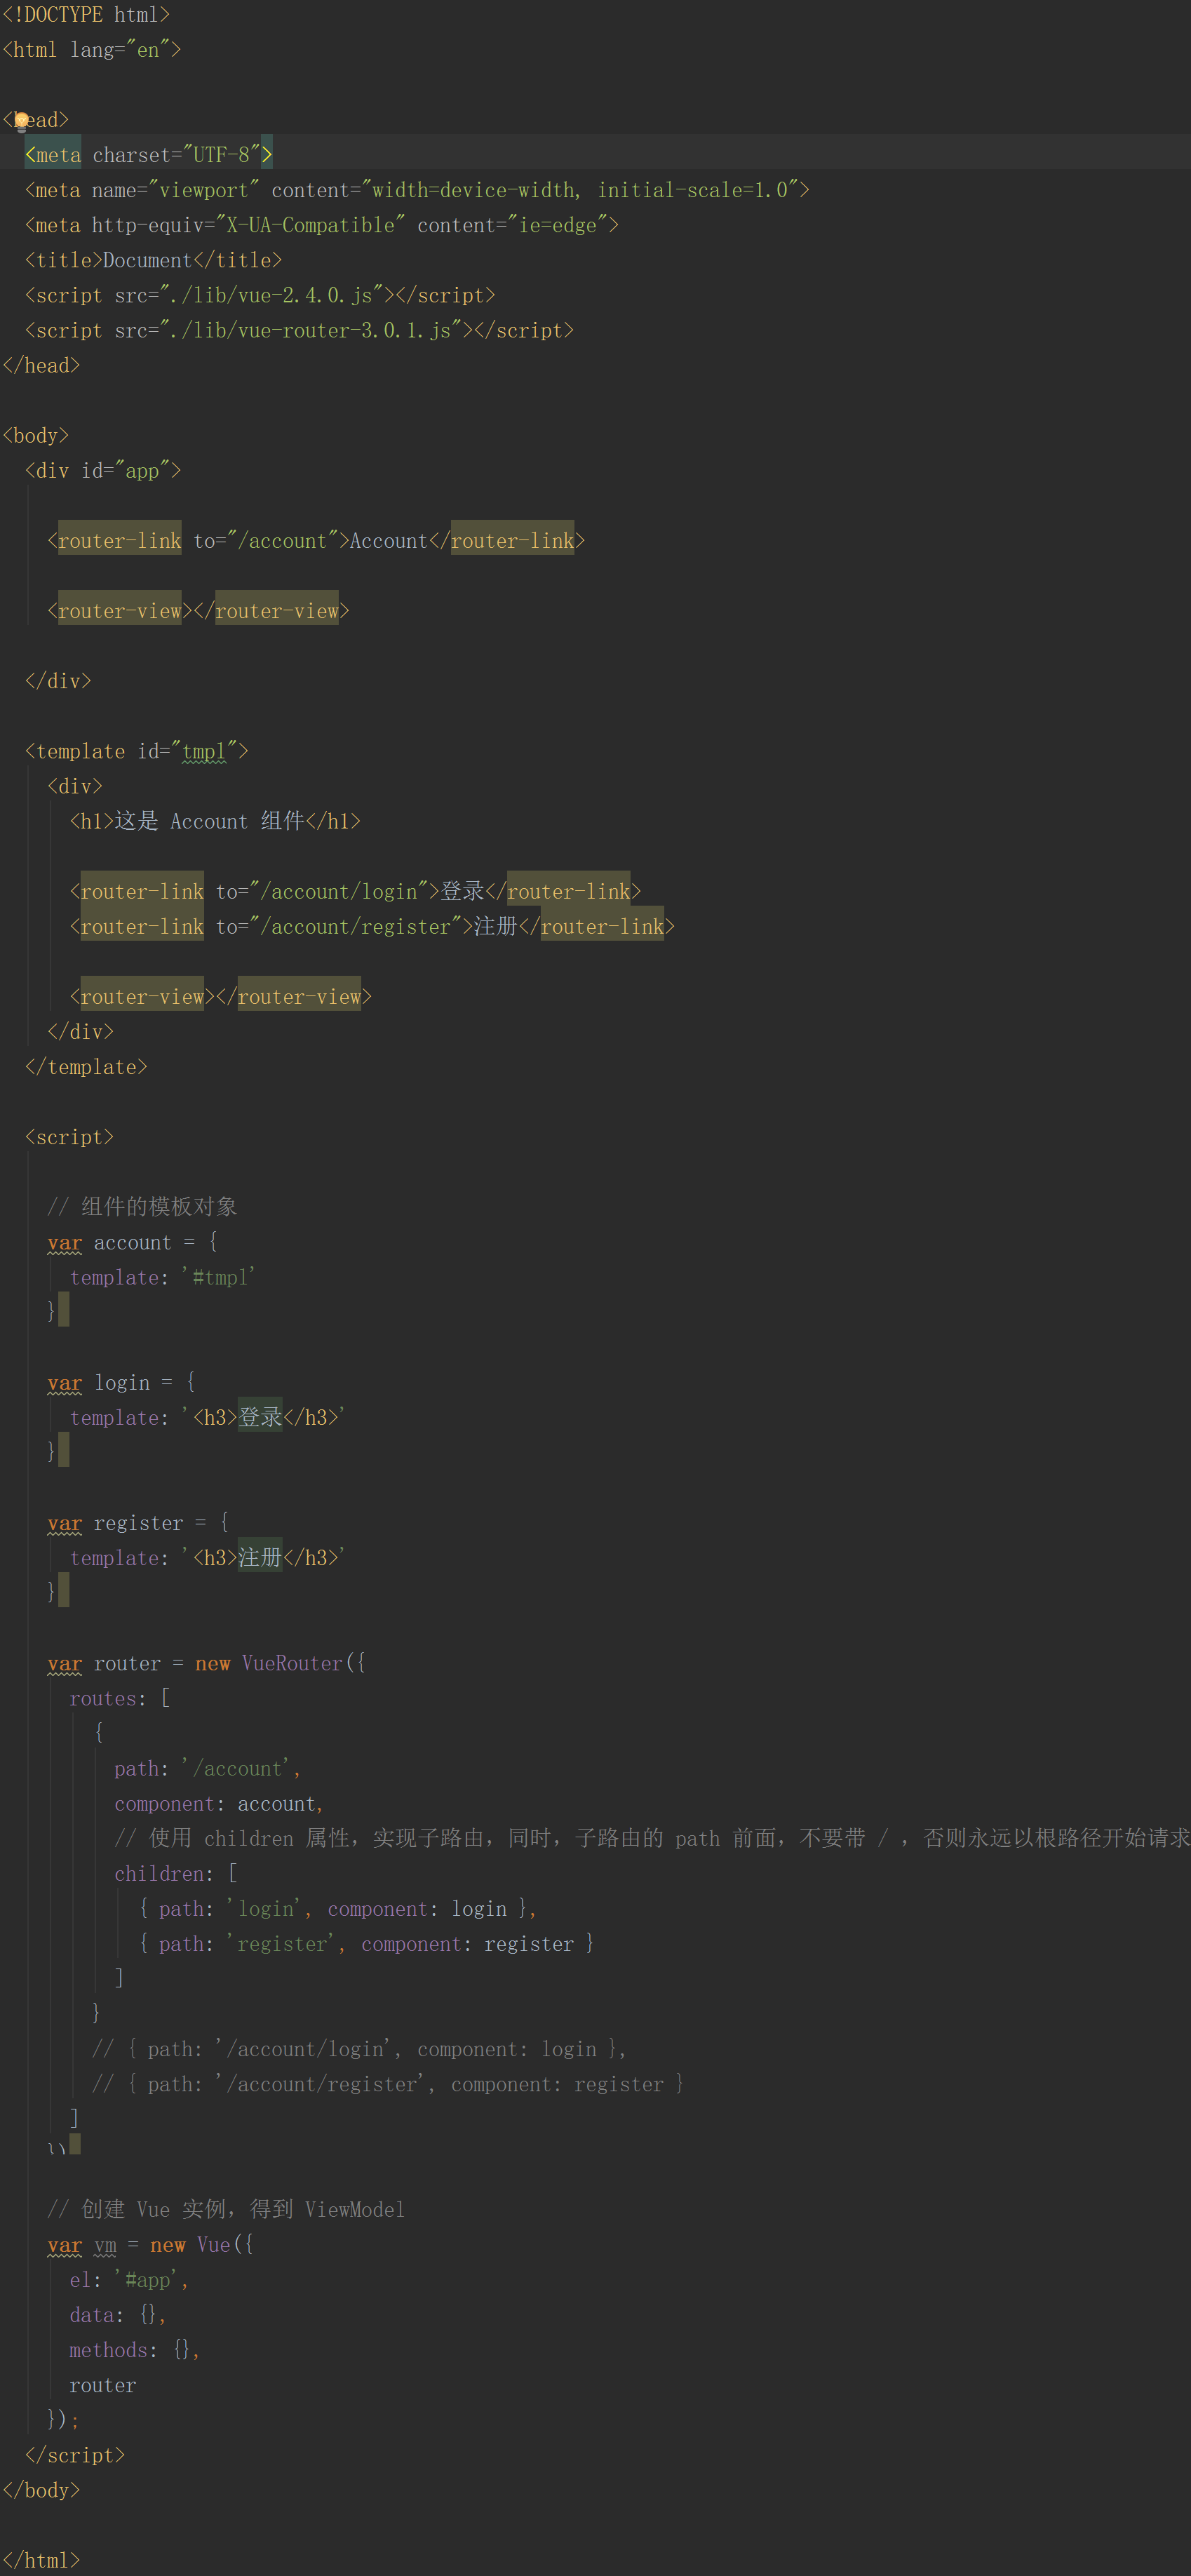 <!DOCTYPE html>
<html lang="en">
<head>
<meta charset="UTF-8">
<meta name="viewport" content="width=device-width, initial-scale=1.0">
<meta http-equiv="X-UA-Compatible" content="ie=edge">
<title>Document</title>
<script src="./lib/vue-2.4.0.js"></script>
<script src="./lib/vue-router-3.0.1.js"></script>
</head>
<body>
<div id="app">
<router-link to="/account">Account</router-link>
<router-view></router-view>
</div>
<template id="tmpl">
<div>
<h1>这是 Account 组件</h1>
<router-link to="/account/login">登录</router-link>
<router-link to="/account/register">注册</router-link>
<router-view></router-view>
</div>
</template>
<script>
// 组件的模板对象
var account = {
template: '#tmpl'
}
var login = {
template: '<h3>登录</h3>'
}
var register = {
template: '<h3>注册</h3>'
}
var router = new VueRouter({
routes: [
{
path: '/account',
component: account,
// 使用 children 属性，实现子路由，同时，子路由的 path 前面，不要带 / ，否则永远以根路径开始请求
children: [
{ path: 'login', component: login },
{ path: 'register', component: register }
]
}
// { path: '/account/login', component: login },
// { path: '/account/register', component: register }
]
})
// 创建 Vue 实例，得到 ViewModel
var vm = new Vue({
el: '#app',
data: {},
methods: {},
router
});
</script>
</body>
</html>